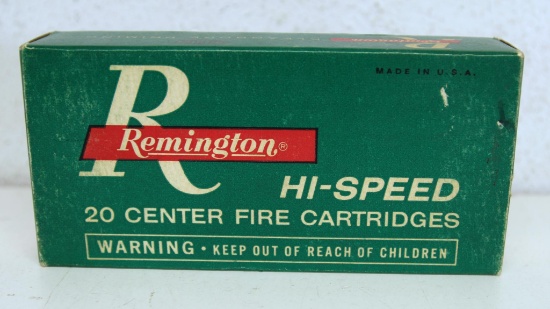 MADE IN U.S.A.
R
Remington®
HI-SPEED
20 CENTER FIRE CARTRIDGES
WARNING • KEEP OUT OF REACH OF CHILDREN